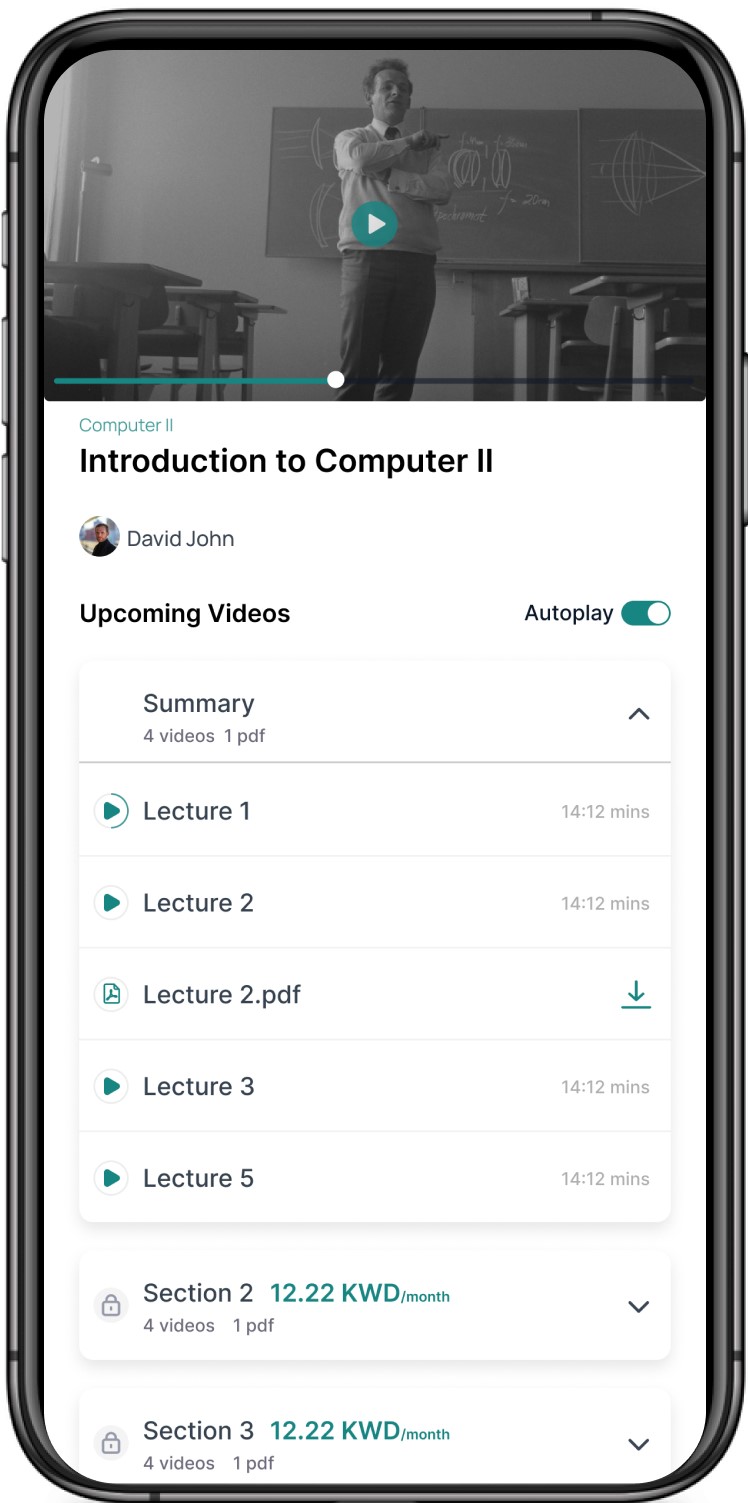 f = 20cm
Computer II
Introduction to Computer II
David John
Upcoming Videos
Autoplay
Summary
4 videos 1 pdf
Lecture 1
14:12 mins
Lecture 2
14:12 mins
Lecture 2.pdf
Lecture 3
14:12 mins
Lecture 5
14:12 mins
Section 2 12.22 KWD/month
4 videos 1 pdf
Section 3 12.22 KWD/month
4 videos 1 pdf